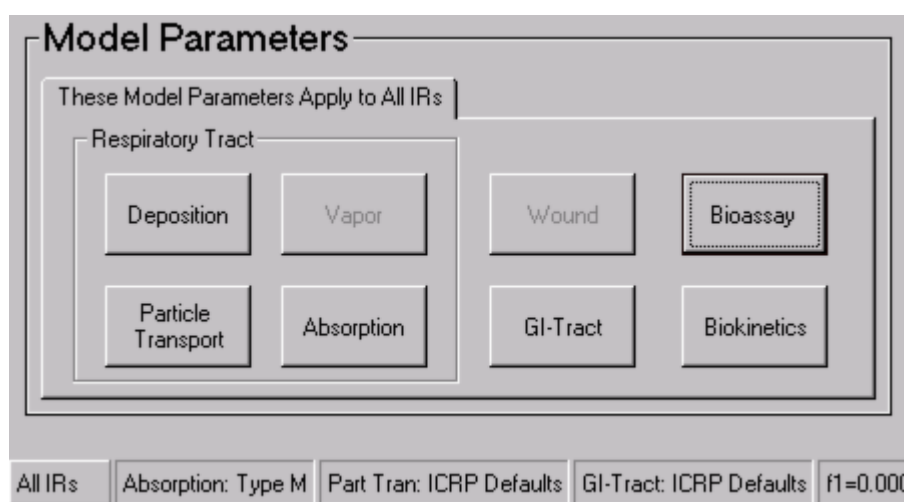 Model Parameters
These Model Parameters Apply to All IRs
Respiratory Tract
Deposition
Vapor
Wound
Bioassay
Particle
Transport
Absorption
GI-Tract
Biokinetics
All IRs
Absorption: Type M
Part Tran: ICRP Defaults
GI-Tract: ICRP Defaults
f1=0.000